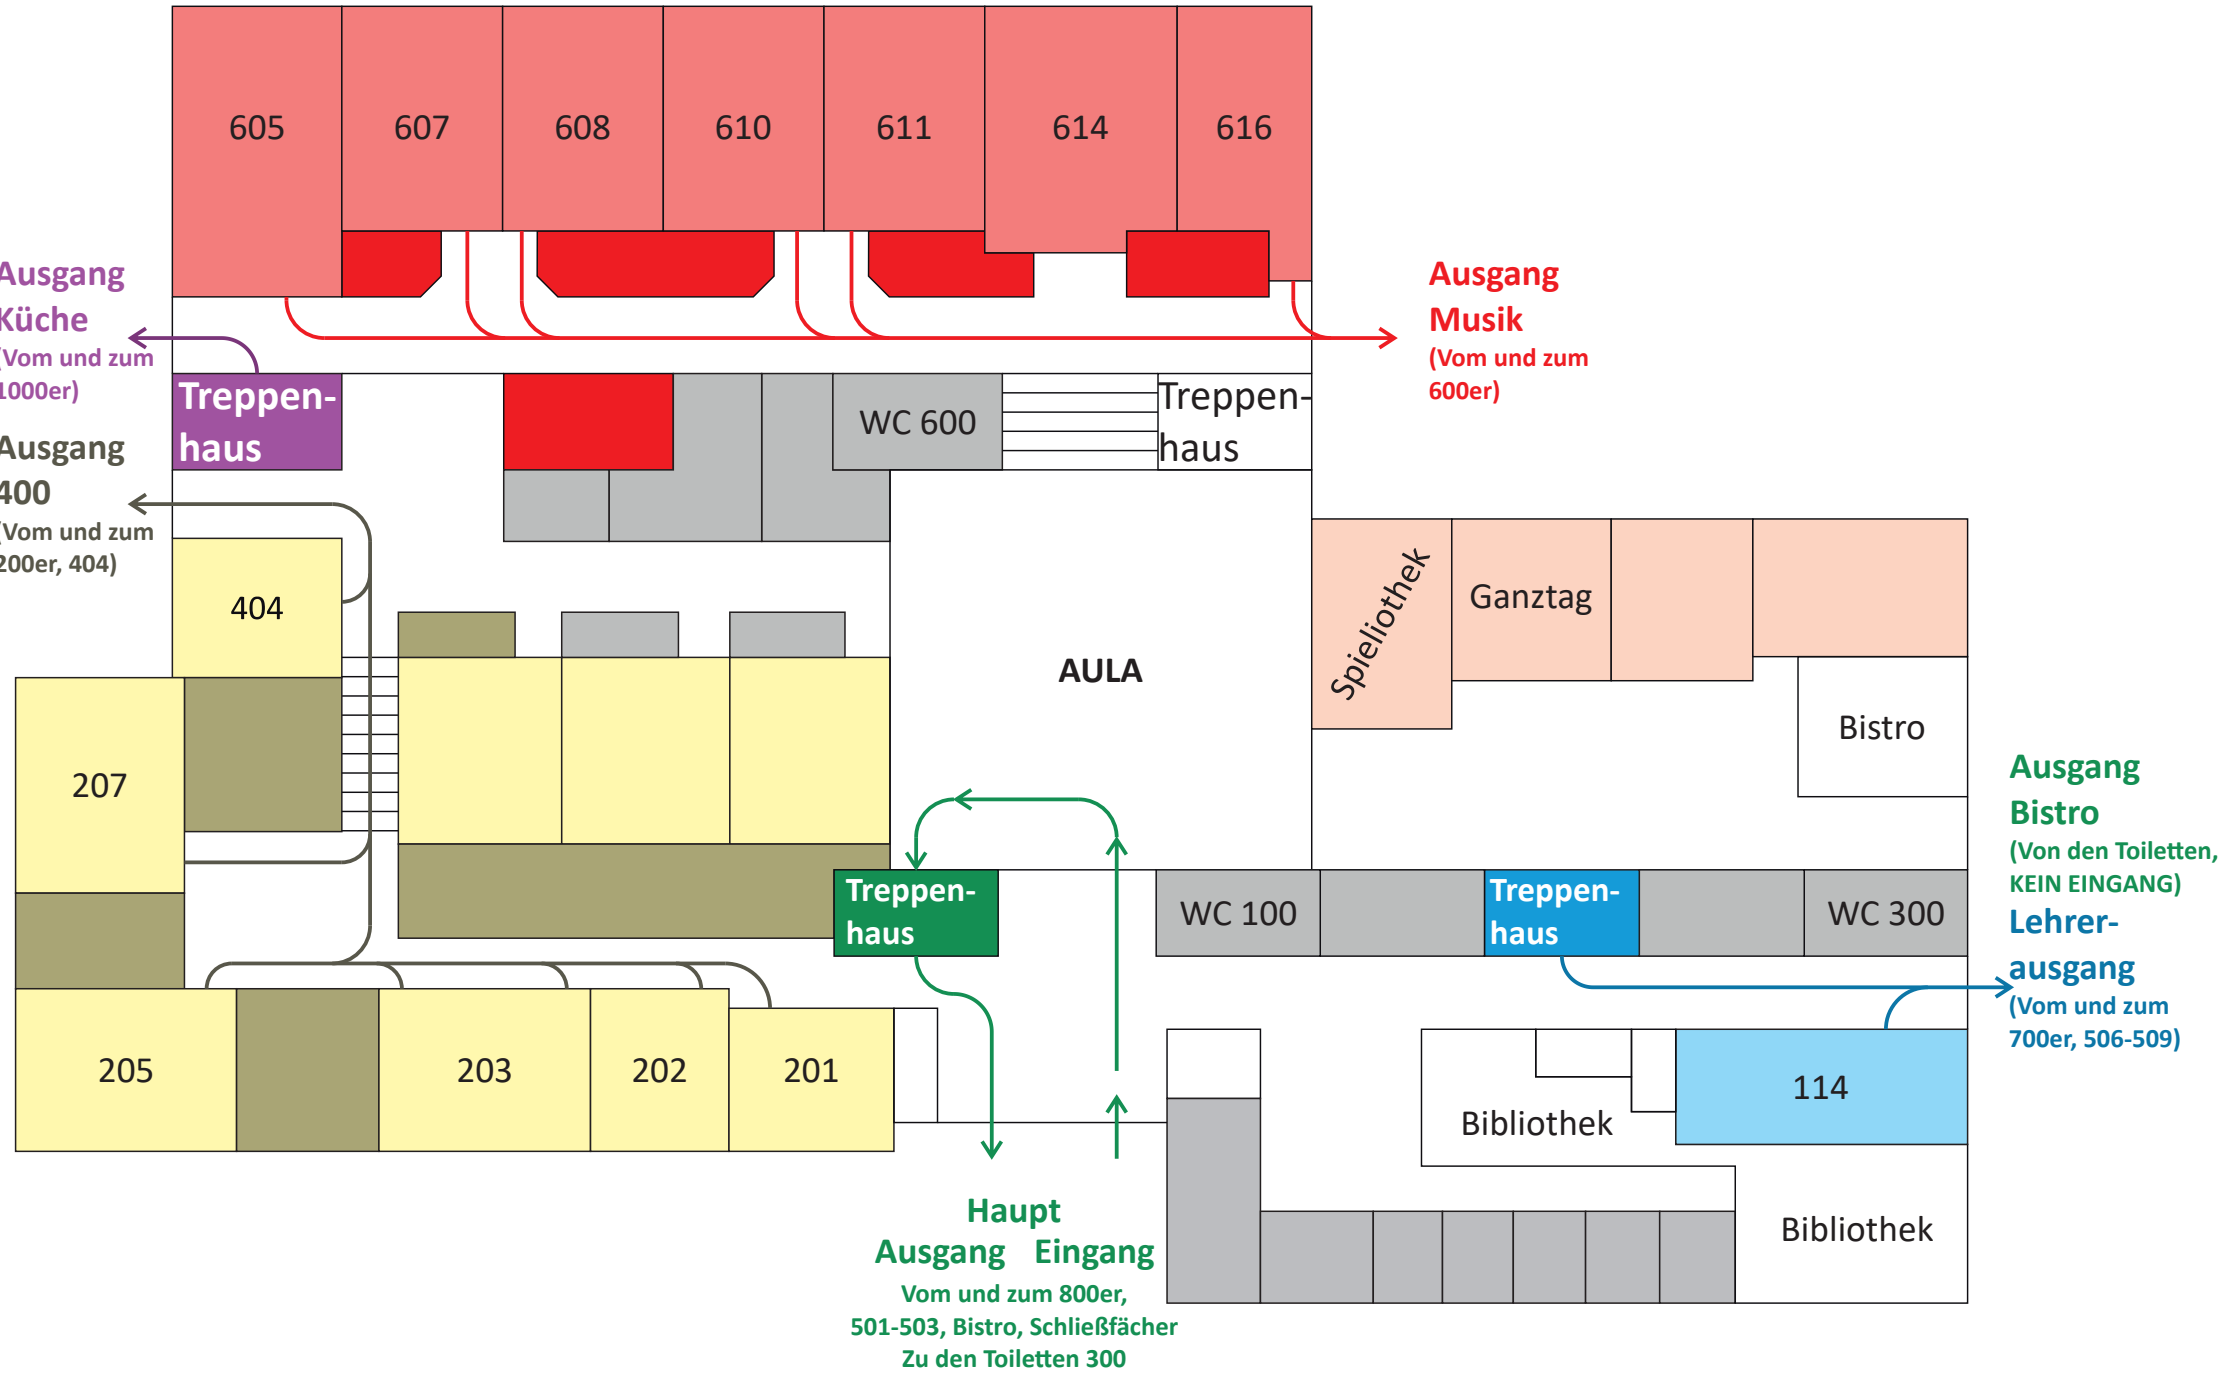 605
607
608
610
611
614
616
Ausgang
Küche
(Vom und zum
1000er)
Ausgang
Musik
(Vom und zum
600er)
Treppen-
haus
WC 600
Treppen-
haus
Ausgang
400
(Vom und zum
200er, 404)
404
AULA
Spieliothek
Ganztag
Bistro
207
Ausgang
Bistro
(Von den Toiletten,
KEIN EINGANG)
Treppen-
haus
WC 100
Treppen-
haus
WC 300
Lehrer-
ausgang
(Vom und zum
700er, 506-509)
205
203
202
201
114
Bibliothek
Bibliothek
Haupt
Ausgang Eingang
Vom und zum 800er,
501-503, Bistro, Schließfächer
Zu den Toiletten 300